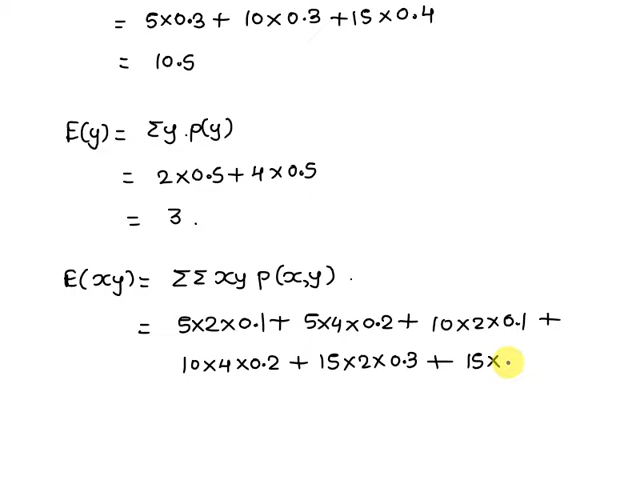 = 5×0.3 + 10×0.3 + 15×0.4
= 10.5
E(y) = Σy.p(y)
= 2×0.5 + 4×0.5
= 3.
E(xy) = ΣΣ xy p(x,y).
= 5×2×0.1 + 5×4×0.2 + 10×2×0.1 +
10×4×0.2 + 15×2×0.3 + 15×